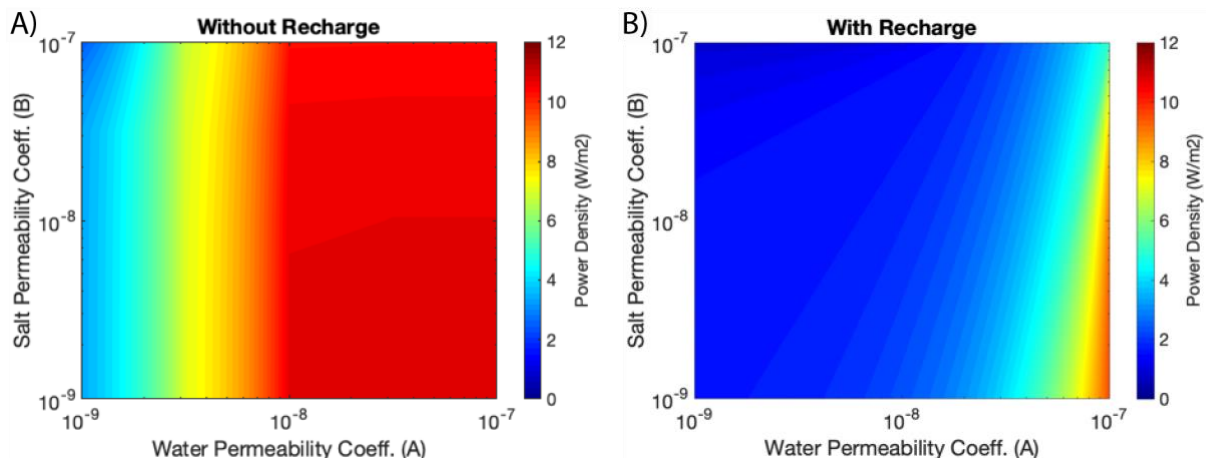 A)
Without Recharge
Salt Permeability Coeff. (B)
10-7
10-8
10-9
10-9
10-8
10-7
Water Permeability Coeff. (A)
12
10
8
6
4
2
0
Power Density (W/m2)
B)
With Recharge
Salt Permeability Coeff. (B)
10-7
10-8
10-9
10-9
10-8
10-7
Water Permeability Coeff. (A)
12
10
8
6
4
2
0
Power Density (W/m2)